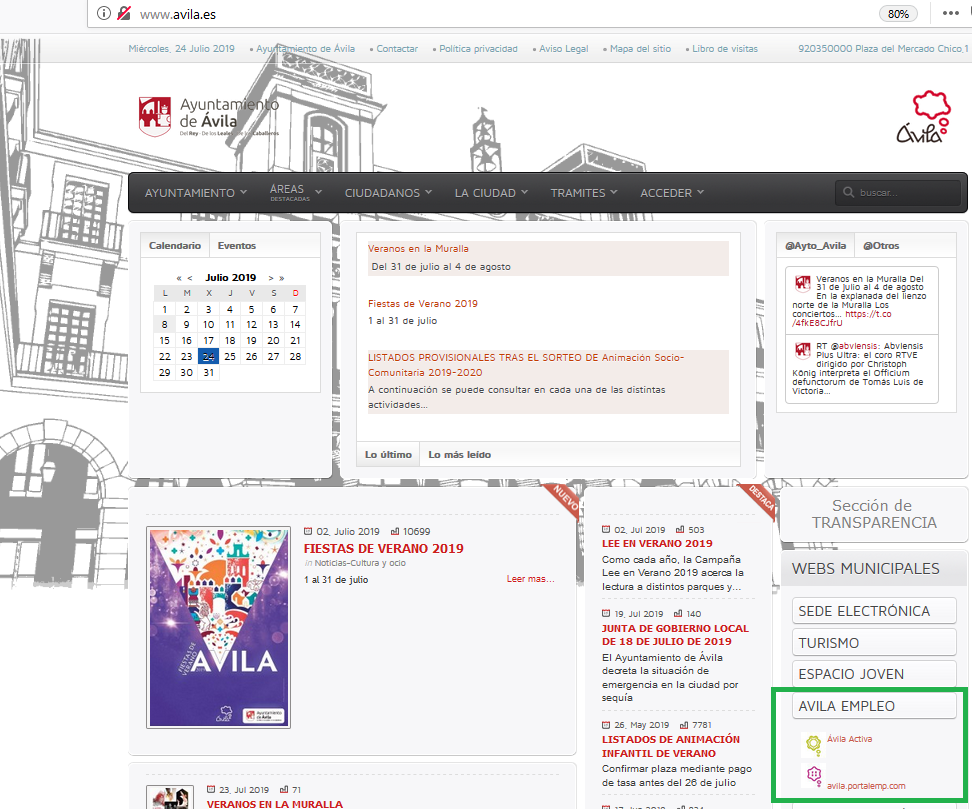 www.avila.es
80%
Miércoles, 24 Julio 2019 • Ayuntamiento de Ávila • Contactar • Política privacidad • Aviso Legal • Mapa del sitio • Libro de visitas 920350000 Plaza del Mercado Chico,1
Ayuntamiento
de Ávila
Del Rey · De los Leales · de los Caballeros
Ávila
AYUNTAMIENTO
ÁREAS
DESTACADAS
CIUDADANOS
LA CIUDAD
TRAMITES
ACCEDER
buscar...
Calendario Eventos
« < Julio 2019 > »
L M X J V S D
1 2 3 4 5 6 7
8 9 10 11 12 13 14
15 16 17 18 19 20 21
22 23 24 25 26 27 28
29 30 31
Veranos en la Muralla
Del 31 de julio al 4 de agosto
Fiestas de Verano 2019
1 al 31 de julio
LISTADOS PROVISIONALES TRAS EL SORTEO DE Animación Socio-
Comunitaria 2019-2020
A continuación se puede consultar en cada una de las distintas
actividades...
Lo último Lo más leído
@Ayto_Avila @Otros
Veranos en la Muralla Del
31 de julio al 4 de agosto
En la explanada del lienzo
norte de la Muralla Los
conciertos... https://t.co
/4fkE8CJfrU
RT @abvlensis: Abvlensis
Plus Ultra: el coro RTVE
dirigido por Christoph
König interpreta el Officium
defunctorum de Tomás Luis de
Victoria...
NUEVO
02, Julio 2019 10699
FIESTAS DE VERANO 2019
in Noticias-Cultura y ocio
1 al 31 de julio
Leer mas...
FIESTAS DE
VERANO
AVILA
Ayuntamiento
de Ávila
23, Jul 2019 71
VERANOS EN LA MURALLA
DESTACA
02, Jul 2019 503
LEE EN VERANO 2019
Como cada año, la Campaña
Lee en Verano 2019 acerca la
lectura a distintos parques y...
19, Jul 2019 140
JUNTA DE GOBIERNO LOCAL
DE 18 DE JULIO DE 2019
El Ayuntamiento de Ávila
decreta la situación de
emergencia en la ciudad por
sequía
26, May 2019 7781
LISTADOS DE ANIMACIÓN
INFANTIL DE VERANO
Confirmar plaza mediante pago
de tasa antes del 26 de julio
Sección de
TRANSPARENCIA
WEBS MUNICIPALES
SEDE ELECTRÓNICA
TURISMO
ESPACIO JOVEN
AVILA EMPLEO
Ávila Activa
avila.portalemp.com